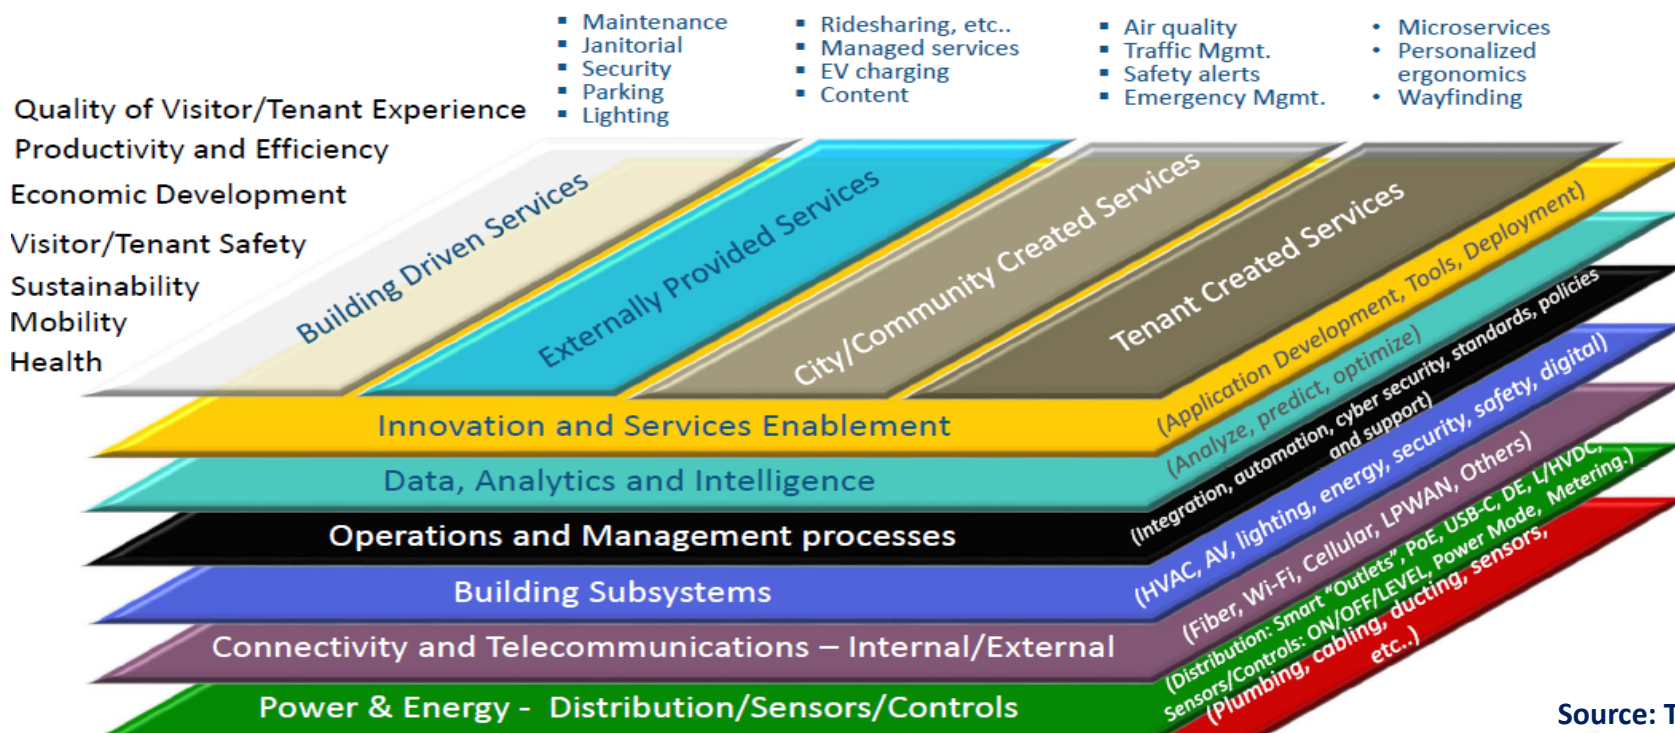 ▪ Maintenance
▪ Janitorial
▪ Security
▪ Parking
▪ Lighting
▪ Ridesharing, etc..
▪ Managed services
▪ EV charging
▪ Content
▪ Air quality
▪ Traffic Mgmt.
▪ Safety alerts
▪ Emergency Mgmt.
• Microservices
• Personalized
ergonomics
• Wayfinding
Quality of Visitor/Tenant Experience
Productivity and Efficiency
Economic Development
Visitor/Tenant Safety
Sustainability
Mobility
Health
Building Driven Services
Externally Provided Services
City/Community Created Services
Tenant Created Services
Innovation and Services Enablement
(Application Development, Tools, Deployment)
Data, Analytics and Intelligence
(Analyze, predict, optimize)
Operations and Management processes
(Integration, automation, cyber security, standards, policies
and support)
Building Subsystems
(HVAC, AV, lighting, energy, security, safety, digital)
Connectivity and Telecommunications – Internal/External
(Fiber, Wi-Fi, Cellular, LPWAN, Others)
Power & Energy - Distribution/Sensors/Controls
(Distribution: Smart “Outlets”, PoE, USB-C, DE, L/HVDC,
Sensors/Controls: ON/OFF/LEVEL, Power Mode, Metering.)
(Plumbing, cabling, ducting, sensors,
etc..)
Source: T